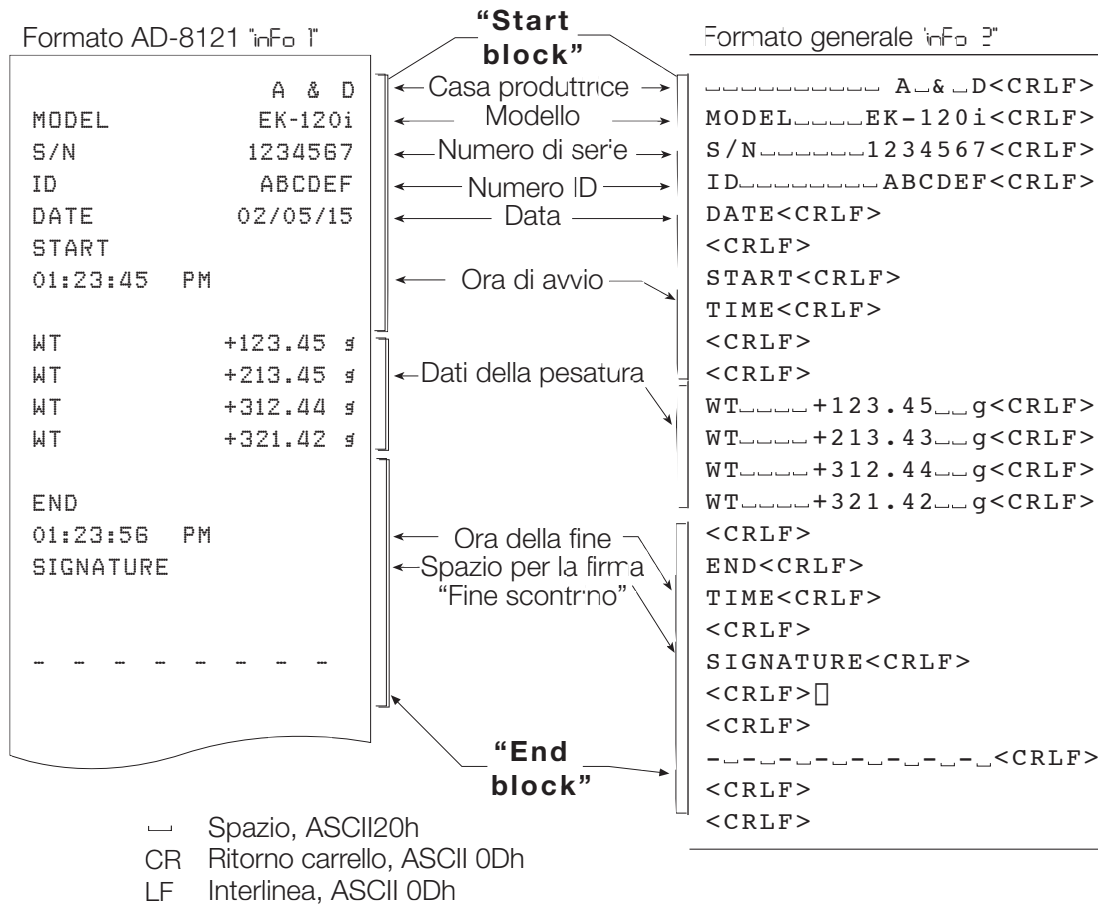 Formato AD-8121 "inFo 1"
A & D
MODEL EK-120i
S/N 1234567
ID ABCDEF
DATE 02/05/15
START
01:23:45 PM
WT +123.45 g
WT +213.45 g
WT +312.44 g
WT +321.42 g
END
01:23:56 PM
SIGNATURE
- - - - - - - -
“Start
block”
Casa produttrice
Modello
Numero di serie
Numero ID
Data
Ora di avvio
Dati della pesatura
Ora della fine
Spazio per la firma
“Fine scontrino”
“End
block”
Formato generale "inFo 2"
␣␣␣␣␣␣␣␣␣␣ A␣&␣D<CRLF>
MODEL␣␣␣␣EK-120i<CRLF>
S/N␣␣␣␣␣␣1234567<CRLF>
ID␣␣␣␣␣␣␣␣ABCDEF<CRLF>
DATE<CRLF>
<CRLF>
START<CRLF>
TIME<CRLF>
<CRLF>
<CRLF>
WT␣␣␣␣+123.45␣␣g<CRLF>
WT␣␣␣␣+213.43␣␣g<CRLF>
WT␣␣␣␣+312.44␣␣g<CRLF>
WT␣␣␣␣+321.42␣␣g<CRLF>
<CRLF>
END<CRLF>
TIME<CRLF>
<CRLF>
SIGNATURE<CRLF>
<CRLF>▯
<CRLF>
-␣-␣-␣-␣-␣-␣-␣-␣<CRLF>
<CRLF>
<CRLF>
␣ Spazio, ASCII20h
CR Ritorno carrello, ASCII 0Dh
LF Interlinea, ASCII 0Dh